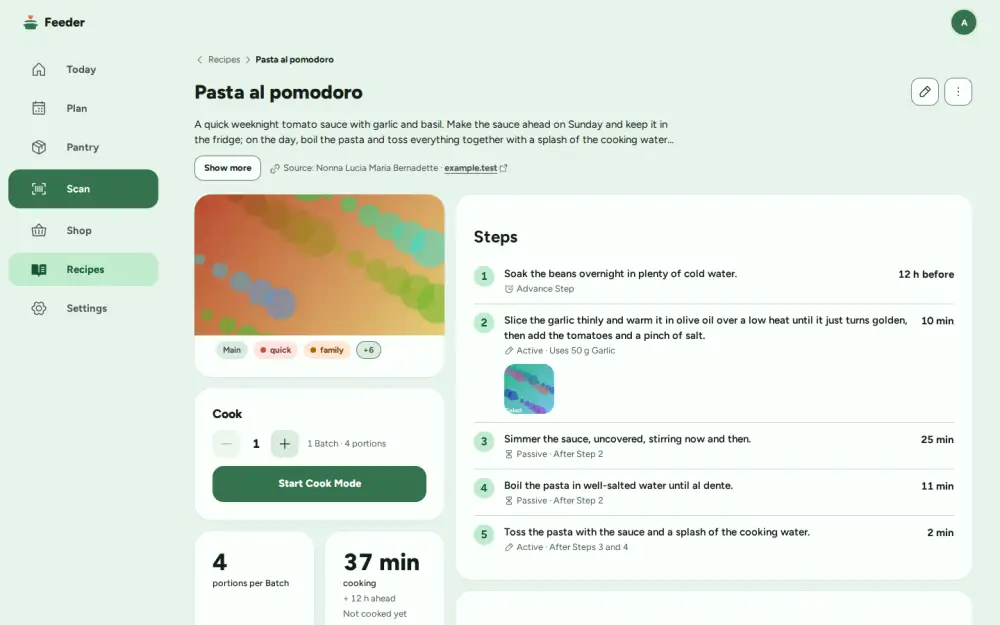 Feeder
A
Today
Plan
Pantry
Scan
Shop
Recipes
Settings
Recipes > Pasta al pomodoro
Pasta al pomodoro
A quick weeknight tomato sauce with garlic and basil. Make the sauce ahead on Sunday and keep it in
the fridge; on the day, boil the pasta and toss everything together with a splash of the cooking water...
Show more
Source: Nonna Lucia Maria Bernadette · example.test
Main
quick
family
+6
Cook
1
1 Batch · 4 portions
Start Cook Mode
4
portions per Batch
37 min
cooking
+ 12 h ahead
Not cooked yet
Steps
1
Soak the beans overnight in plenty of cold water.
12 h before
Advance Step
2
Slice the garlic thinly and warm it in olive oil over a low heat until it just turns golden,
then add the tomatoes and a pinch of salt.
10 min
Active · Uses 50 g Garlic
3
Simmer the sauce, uncovered, stirring now and then.
25 min
Passive · After Step 2
4
Boil the pasta in well-salted water until al dente.
11 min
Passive · After Step 2
5
Toss the pasta with the sauce and a splash of the cooking water.
2 min
Active · After Steps 3 and 4